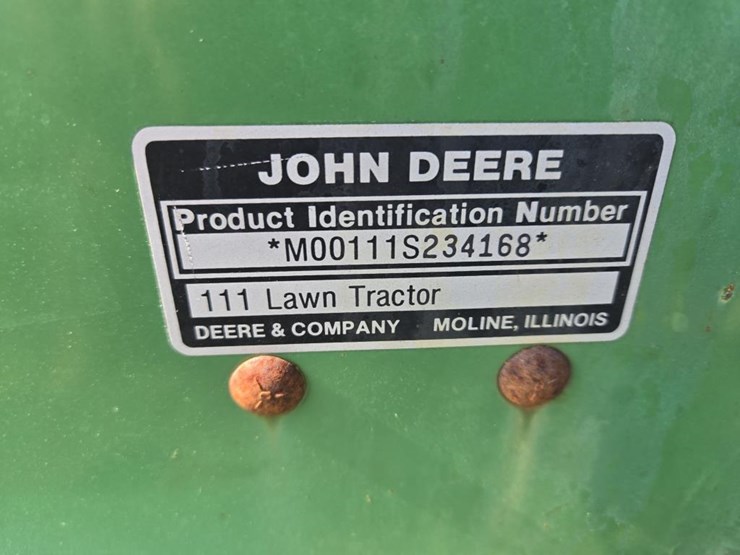 JOHN DEERE
Product Identification Number
*M00111S234168*
111 Lawn Tractor
DEERE & COMPANY MOLINE, ILLINOIS